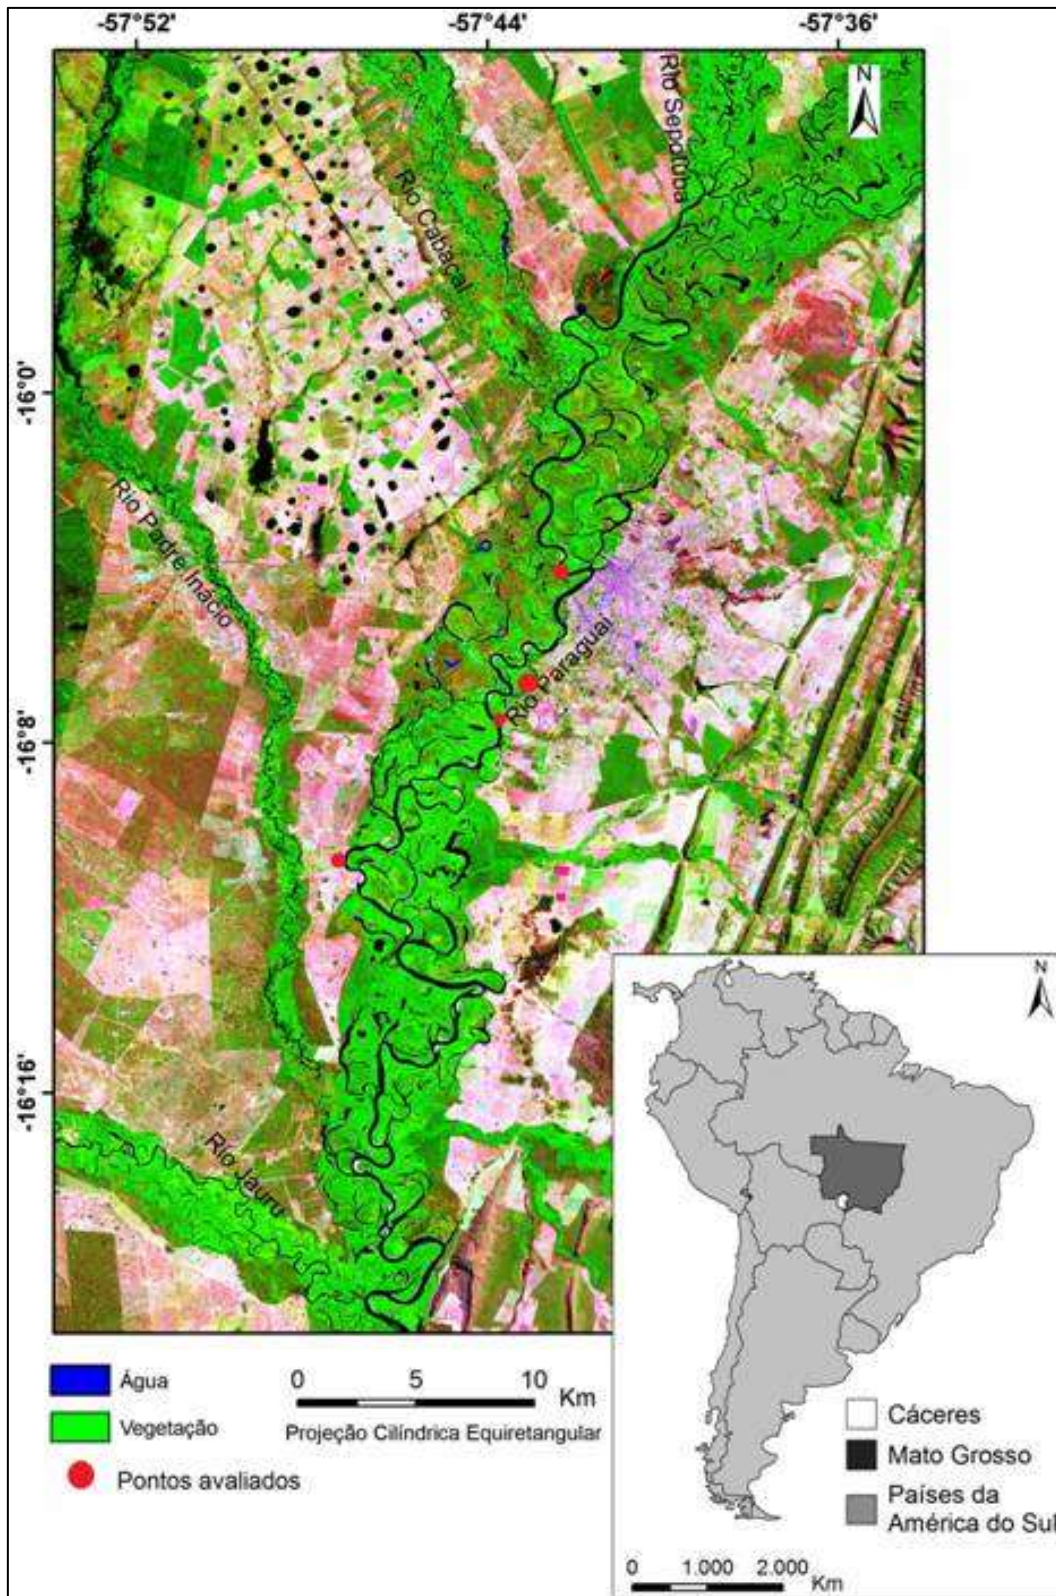 -57°52'
-57°44'
-57°36'
N
Rio Sepotuba
Rio Cabaçal
-16°0'
Rio Padre Inácio
Rio Paraguai
-16°8'
-16°16'
Rio Jauru
N
Água
Vegetação
Pontos avaliados
0 5 10
Km
Projeção Cilíndrica Equiretangular
Cáceres
Mato Grosso
Países da
América do Sul
0 1.000 2.000
Km